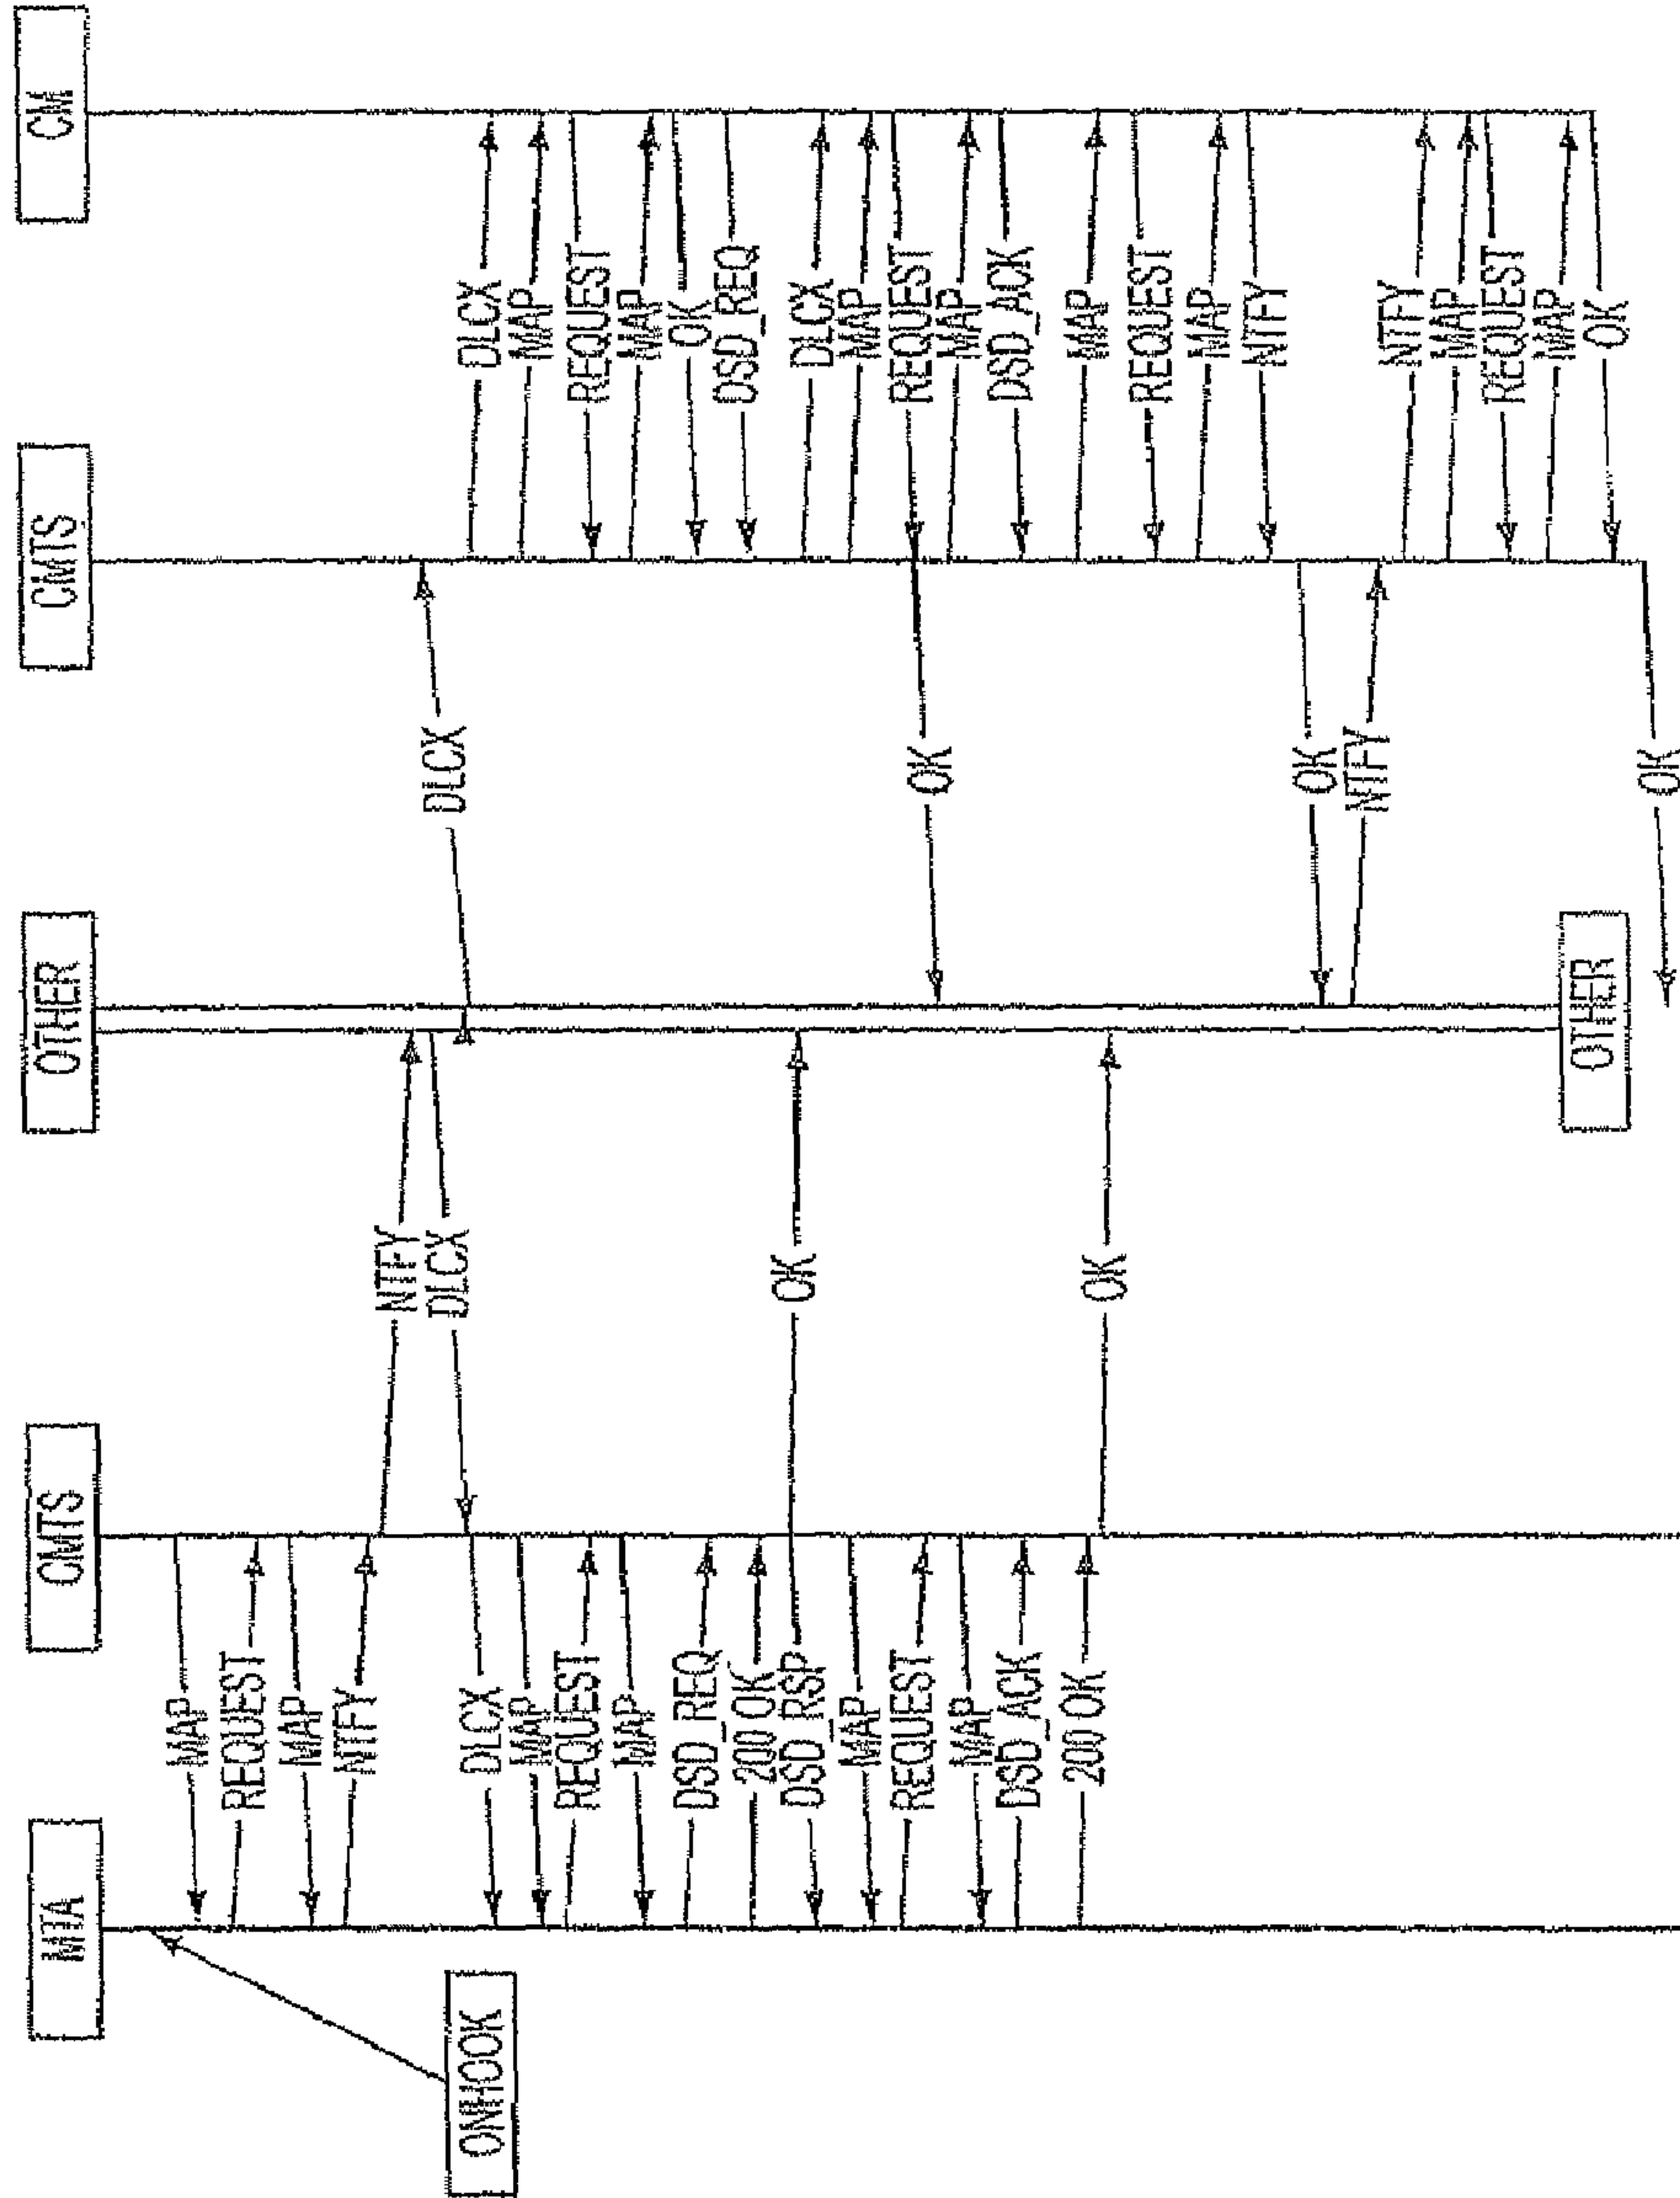 MTA
CMTS
OTHER
CMTS
CM
ONHOOK
MAP
REQUEST
MAP
NTFY
DLCX
MAP
REQUEST
MAP
DSD_REQ
200 OK
DSD_RSP
MAP
REQUEST
MAP
DSD_ACK
200 OK
NTFY
DLCX
OK
OK
DLCX
OK
OK
NTFY
OK
DLCX
MAP
REQUEST
MAP
OK
DSD_REQ
DLCX
MAP
REQUEST
MAP
DSD_ACK
MAP
REQUEST
MAP
NTFY
NTFY
MAP
REQUEST
MAP
OK
OTHER